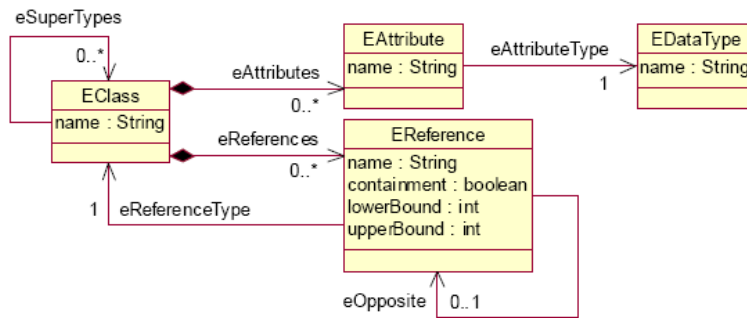 eSuperTypes
0..*
EClass
name : String
eAttributes
0..*
EAttribute
name : String
eAttributeType
1
EDataType
name : String
eReferences
0..*
EReference
name : String
containment : boolean
lowerBound : int
upperBound : int
1
eReferenceType
eOpposite
0..1